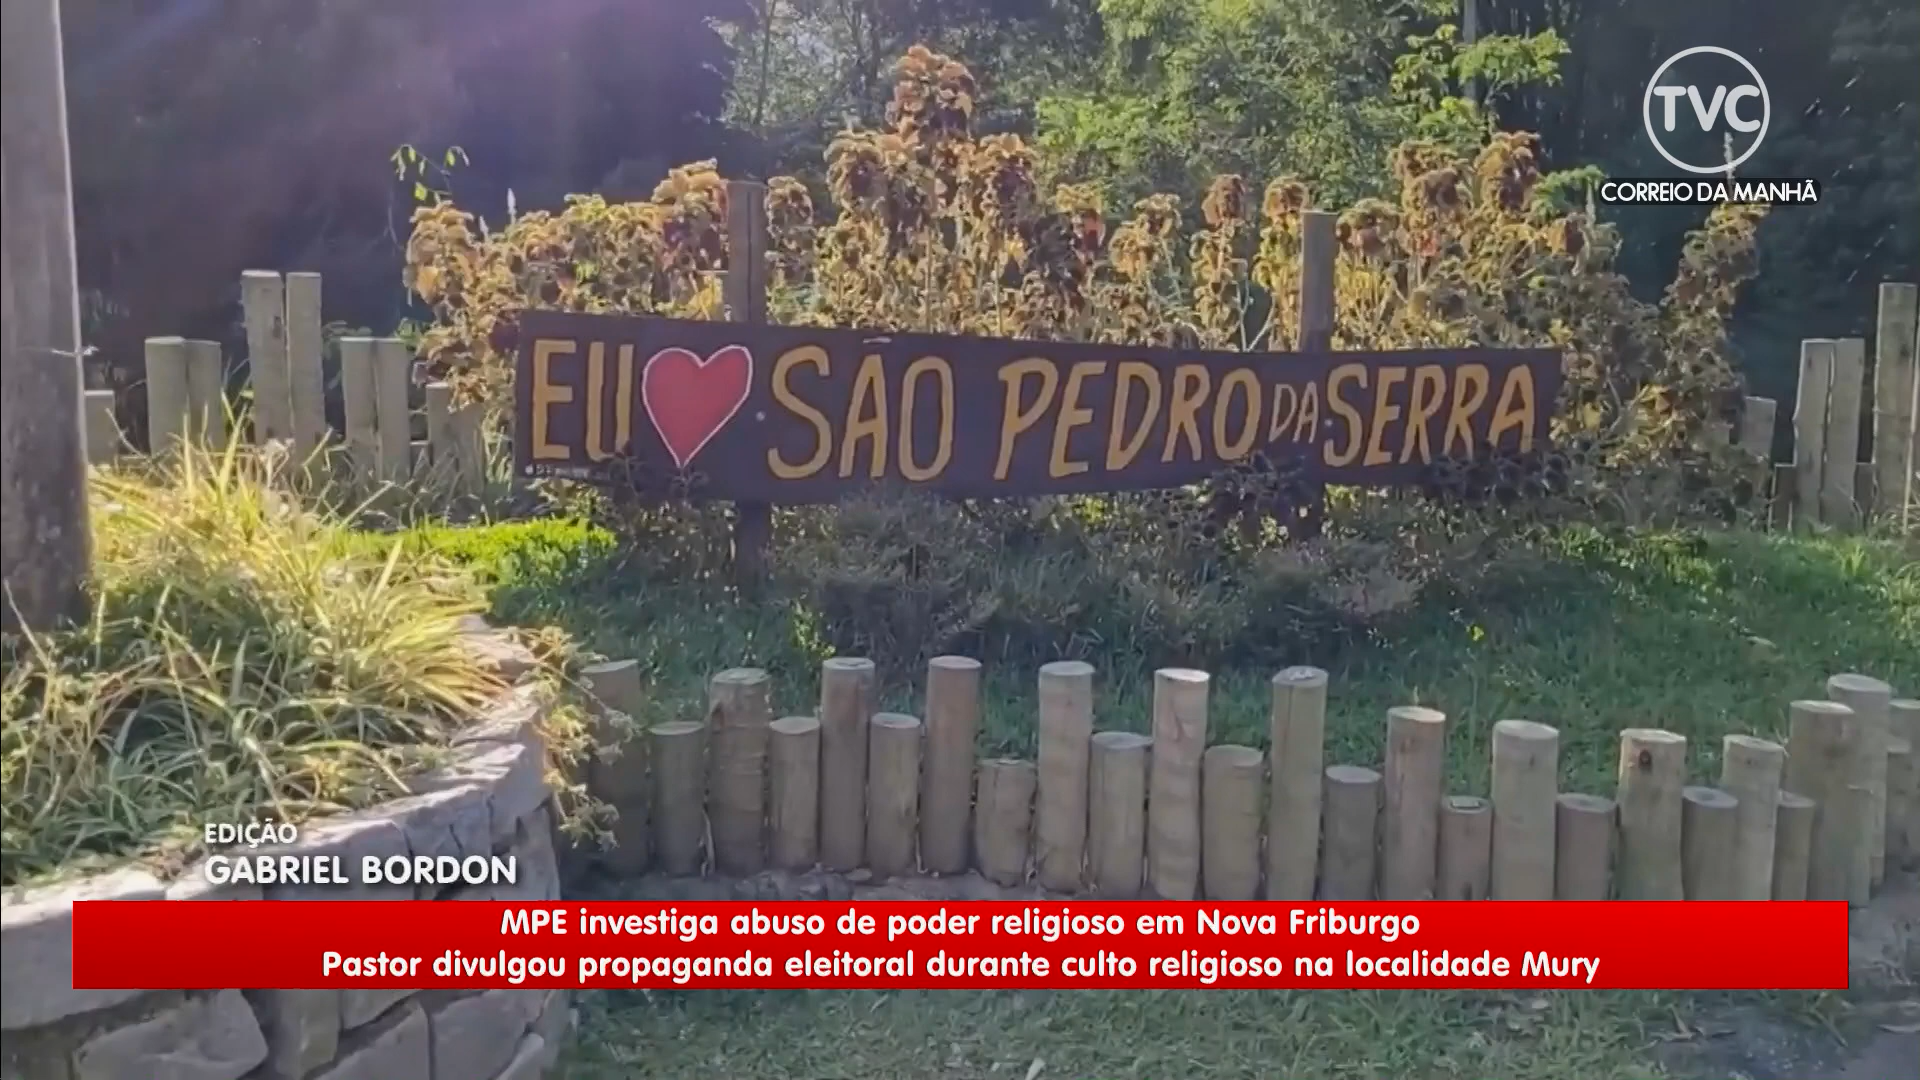 TVC
CORREIO DA MANHÃ
EU SÃO PEDRO DA SERRA
EDIÇÃO
GABRIEL BORDON
MPE investiga abuso de poder religioso em Nova Friburgo
Pastor divulgou propaganda eleitoral durante culto religioso na localidade Mury